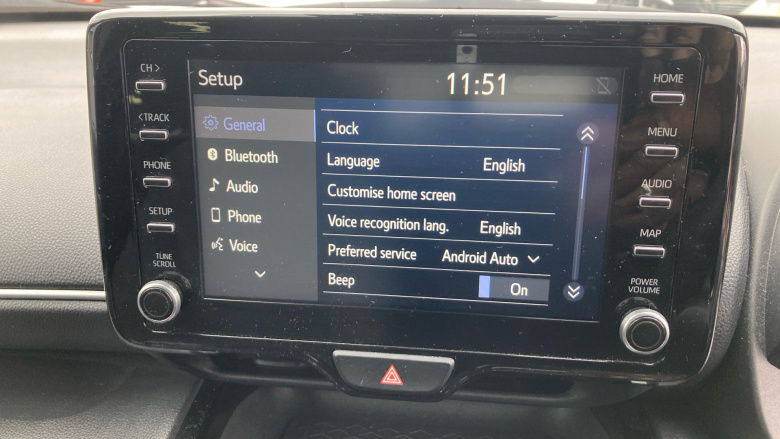 CH >
< TRACK
PHONE
SETUP
TUNE
SCROLL
Setup
11:51
General
Bluetooth
Audio
Phone
Voice
Clock
Language English
Customise home screen
Voice recognition lang. English
Preferred service Android Auto
Beep On
HOME
MENU
AUDIO
MAP
POWER
VOLUME